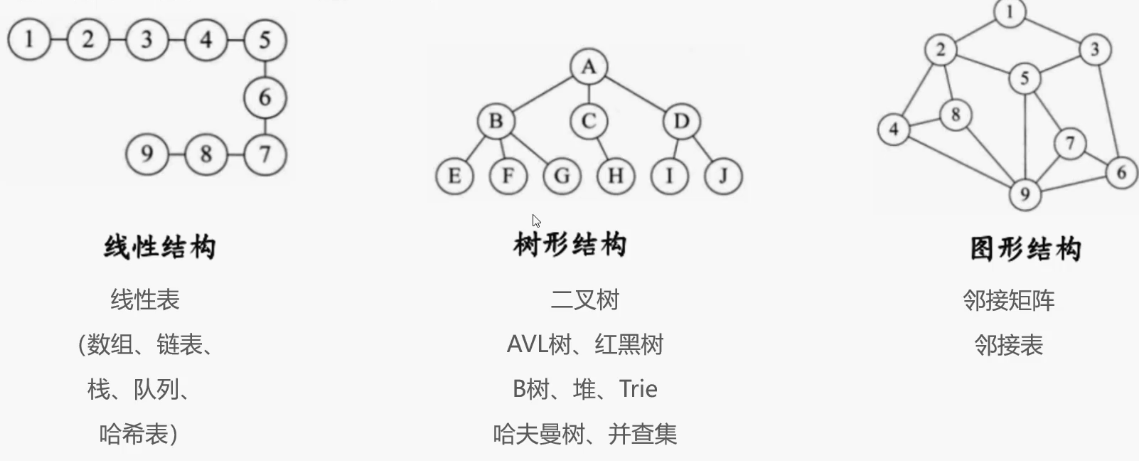 1 2 3 4 5
6
9 8 7
线性结构
线性表
（数组、链表、
栈、队列、
哈希表）
A
B C D
E F G H I J
树形结构
二叉树
AVL树、红黑树
B树、堆、Trie
哈夫曼树、并查集
1
2 3
5
8
4
7
6
9
图形结构
邻接矩阵
邻接表